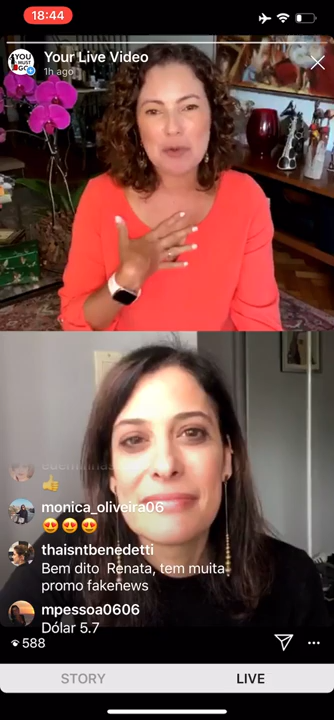 18:44
YOU
MUST
GO
Your Live Video
1h ago
👍
monica_oliveira06
😍😍😍
thaisntbenedetti
Bem dito Renata, tem muita
promo fakenews
mpessoa0606
Dólar 5.7
588
STORY
LIVE